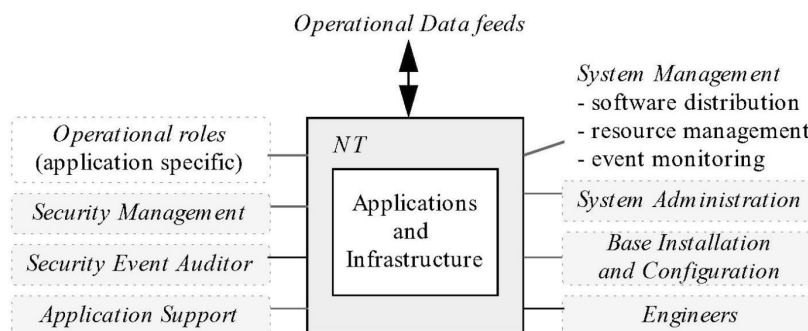 Operational Data feeds
System Management
- software distribution
- resource management
- event monitoring
Operational roles
(application specific)
NT
Security Management
Applications
and
Infrastructure
System Administration
Security Event Auditor
Base Installation
and Configuration
Application Support
Engineers